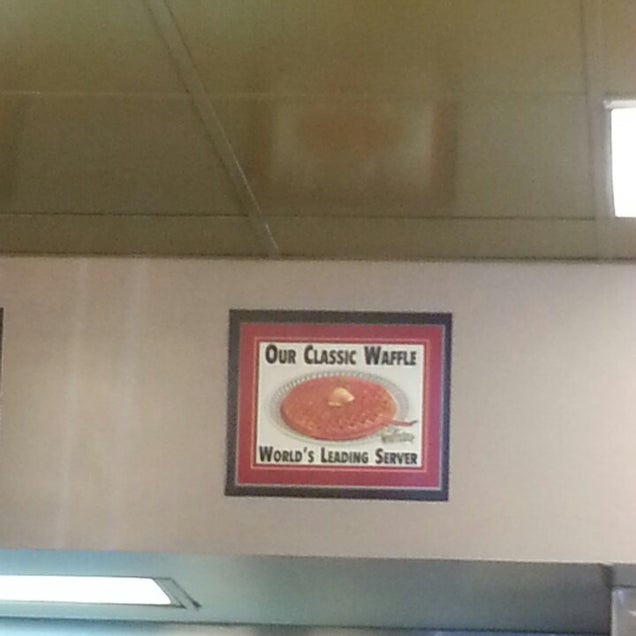 Our Classic Waffle
World's Leading Server